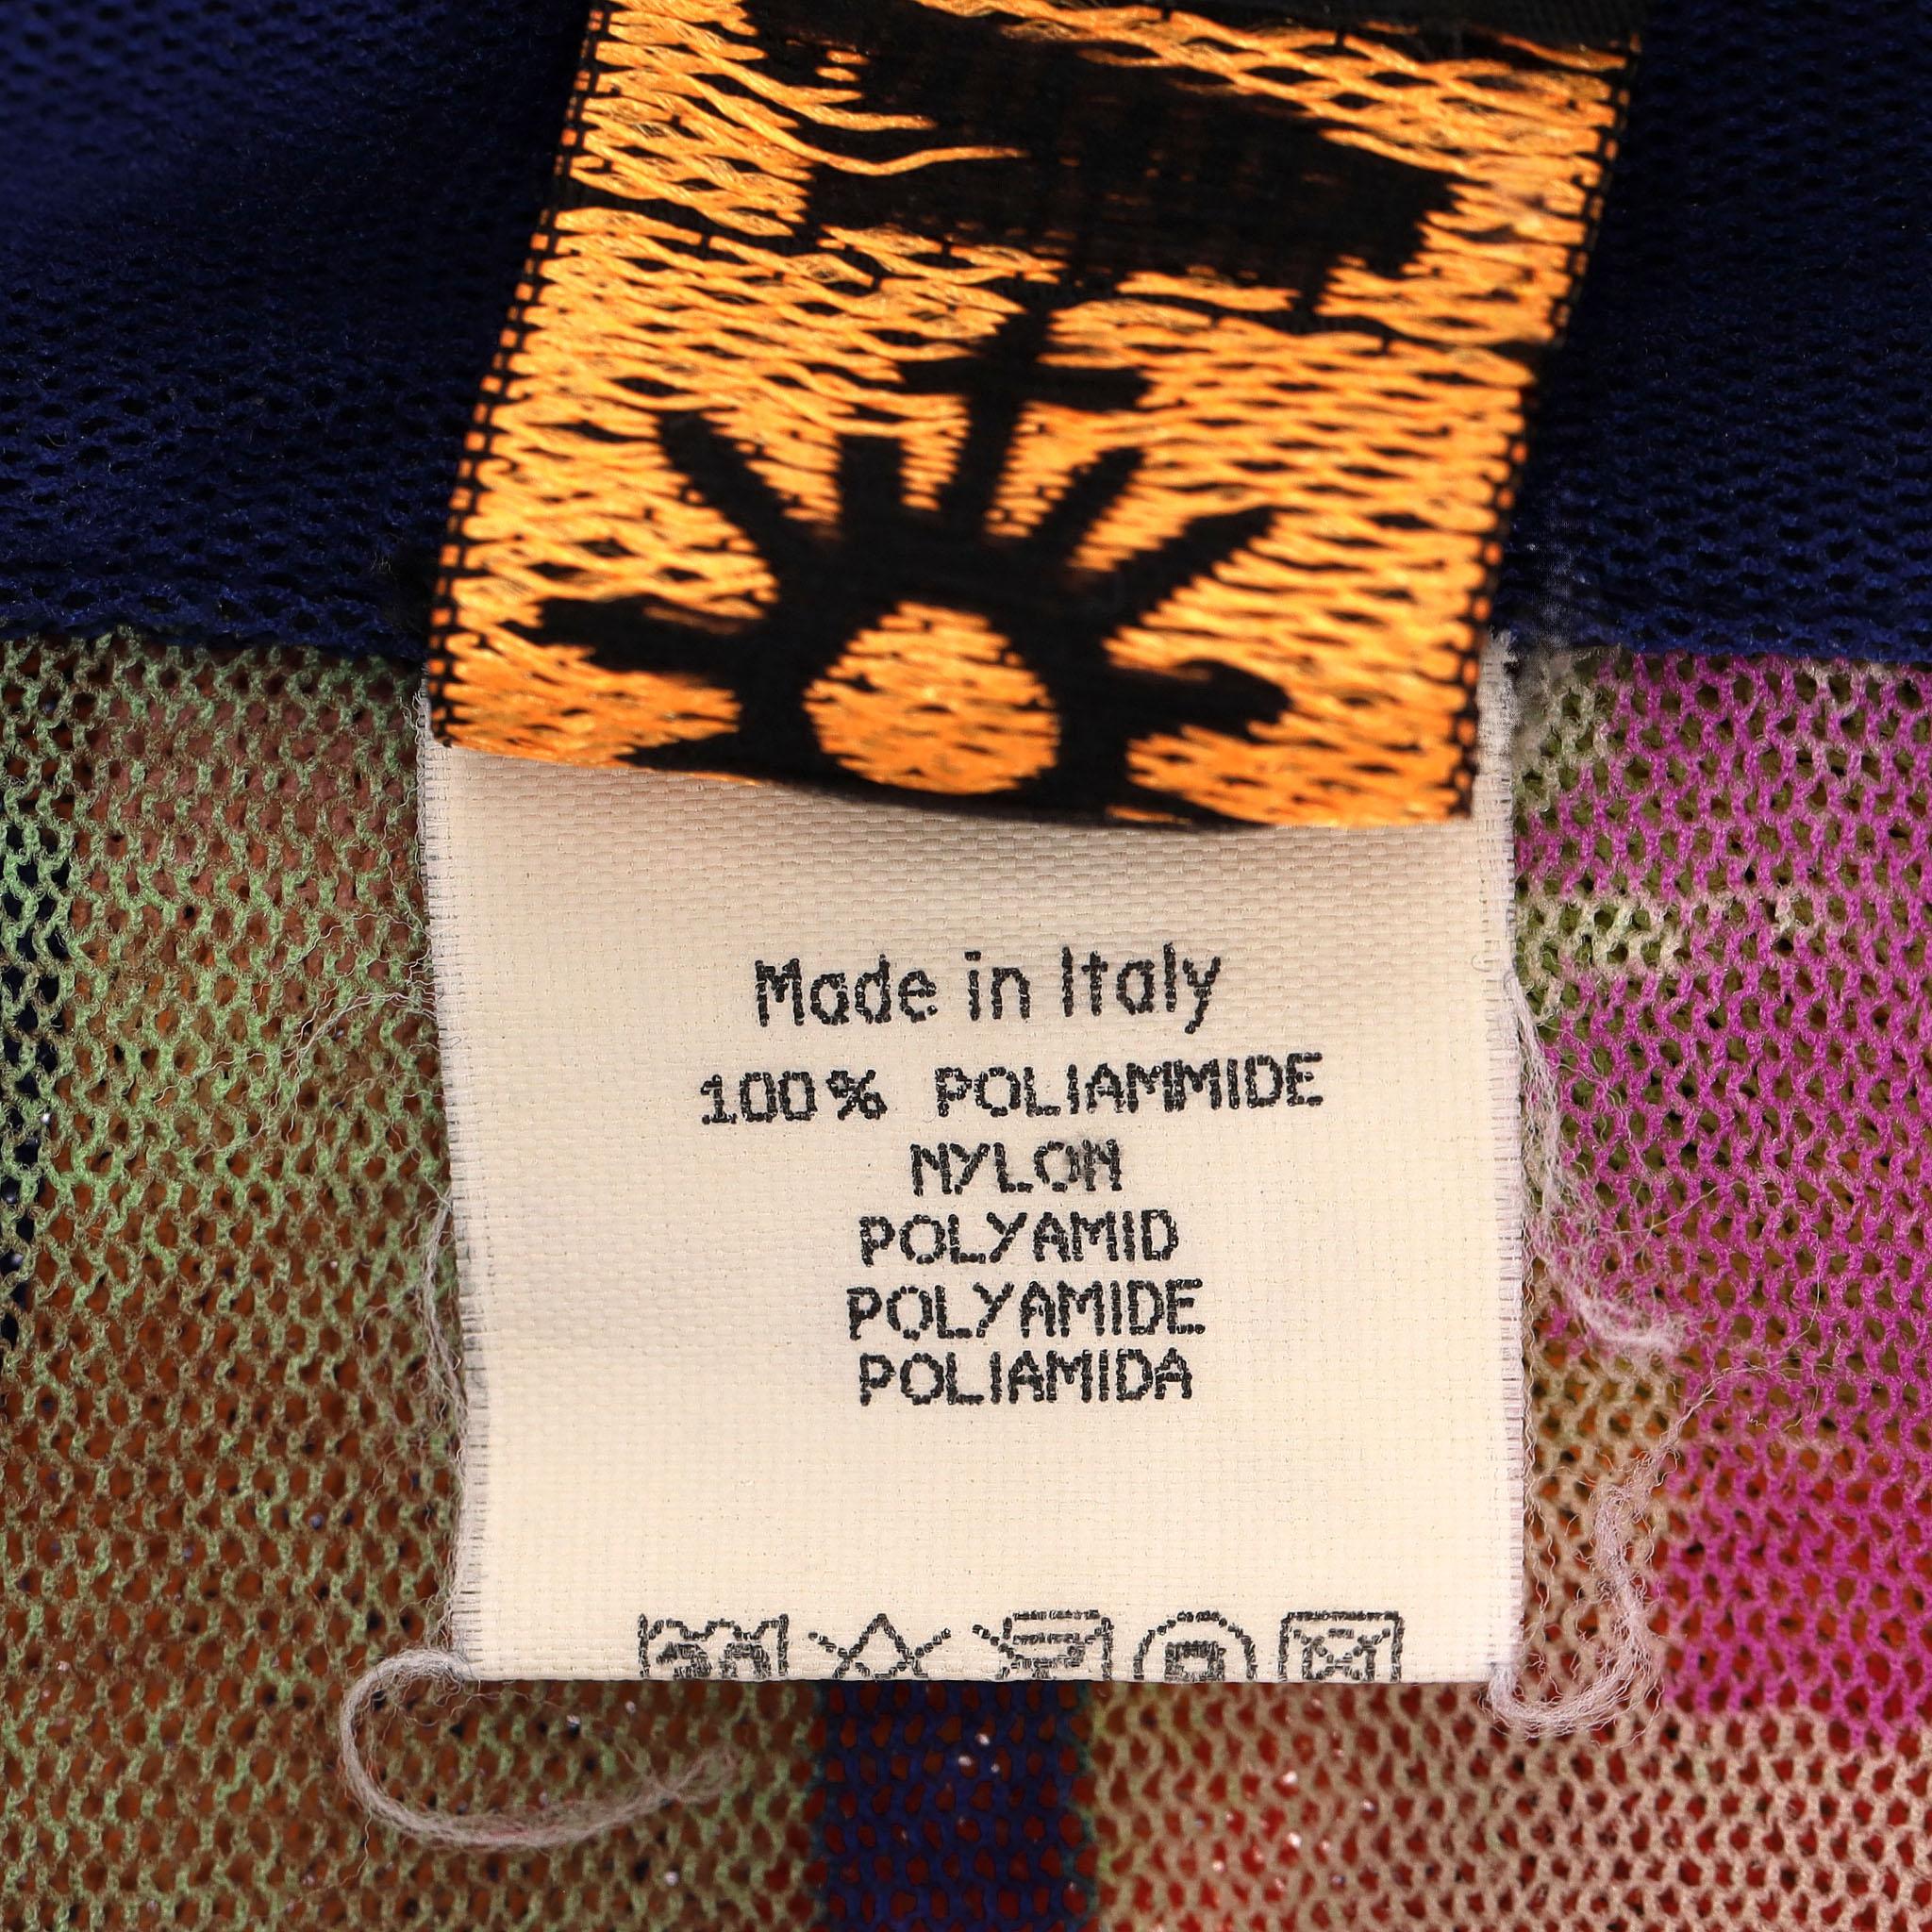 Made in Italy
100% POLIAMMIDE
NYLON
POLYAMID
POLYAMIDE
POLIAMIDA